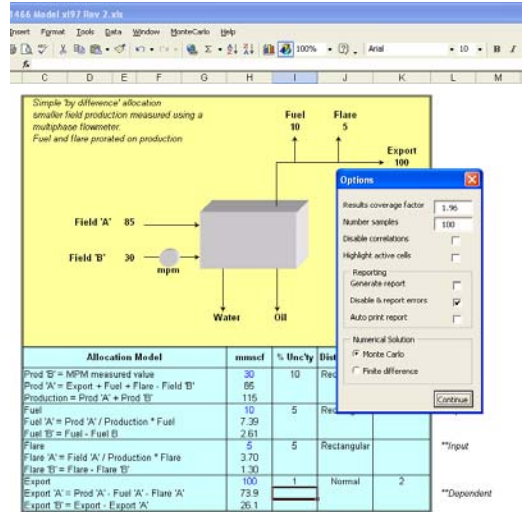 1466 Model xl97 Rev 2.xls
Insert Format Tools Data Window MonteCarlo Help
100% Arial 10 B I
fx
C D E F G H I J K L M
Simple 'by difference' allocation
smaller field production measured using a
multiphase flowmeter.
Fuel and flare prorated on production
Fuel Flare
10 5
Export
100
Field 'A' 85
Field 'B' 30
mpm
Water Oil
Options
Results coverage factor 1.96
Number samples 100
Disable correlations
Highlight active cells
Reporting
Generate report
Disable & report errors
Auto print report
Numerical Solution
Monte Carlo
Finite difference
Continue
Allocation Model mmscf % Unc'ty Dist
Prod 'B' = MPM measured value 30 10 Rec
Prod 'A' = Export + Fuel + Flare - Field 'B' 85
Production = Prod 'A' + Prod 'B' 115
Fuel 10 5 Rec
Fuel 'A' = Prod 'A' / Production * Fuel 7.39
Fuel 'B' = Fuel - Fuel B 2.61
Flare 5 5 Rectangular **Input
Flare 'A' = Field 'A' / Production * Flare 3.70
Flare 'B' = Flare - Flare 'B' 1.30
Export 100 1 Normal 2
Export 'A' = Prod 'A' - Fuel 'A' - Flare 'A' 73.9 **Dependent
Export 'B' = Export - Export 'A' 26.1